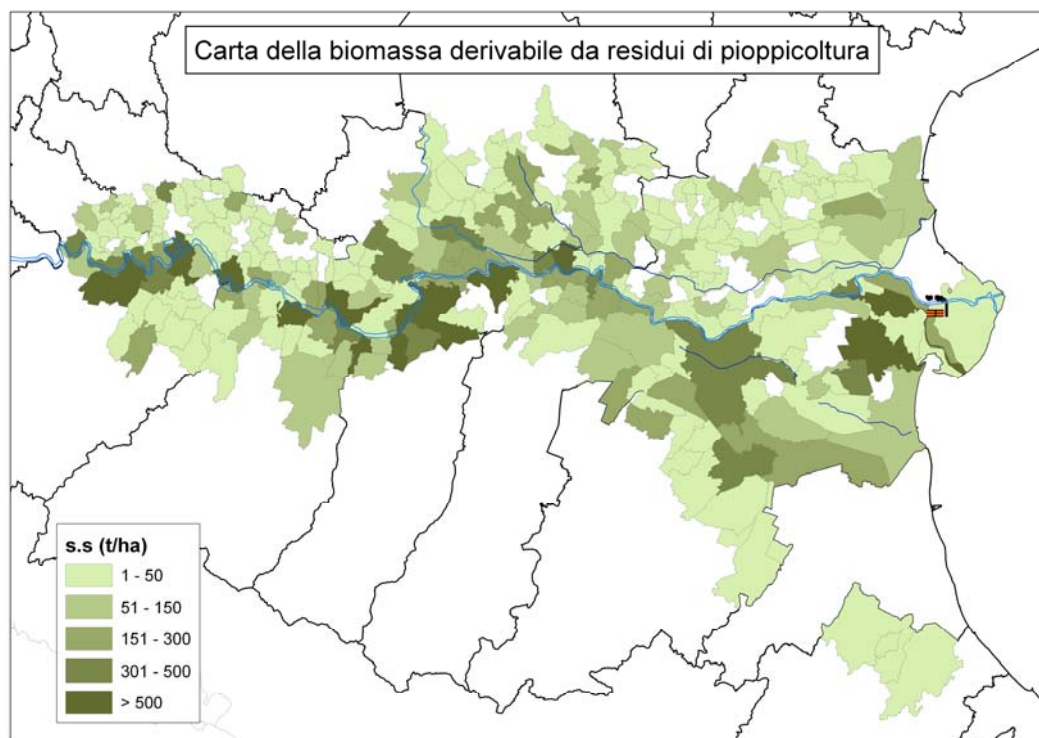 Carta della biomassa derivabile da residui di pioppicoltura
s.s (t/ha)
1 - 50
51 - 150
151 - 300
301 - 500
> 500